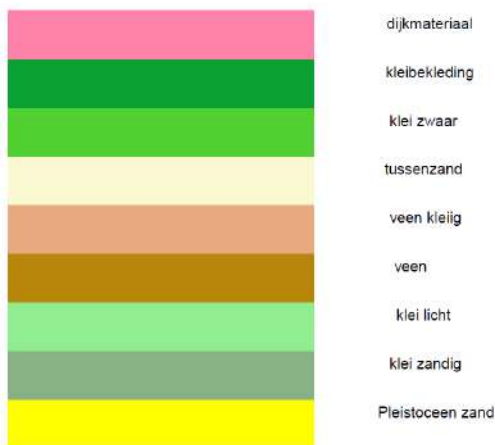 dijkmateriaal
kleibekleding
klei zwaar
tussenzand
veen kleiig
veen
klei licht
klei zandig
Pleistoceen zand